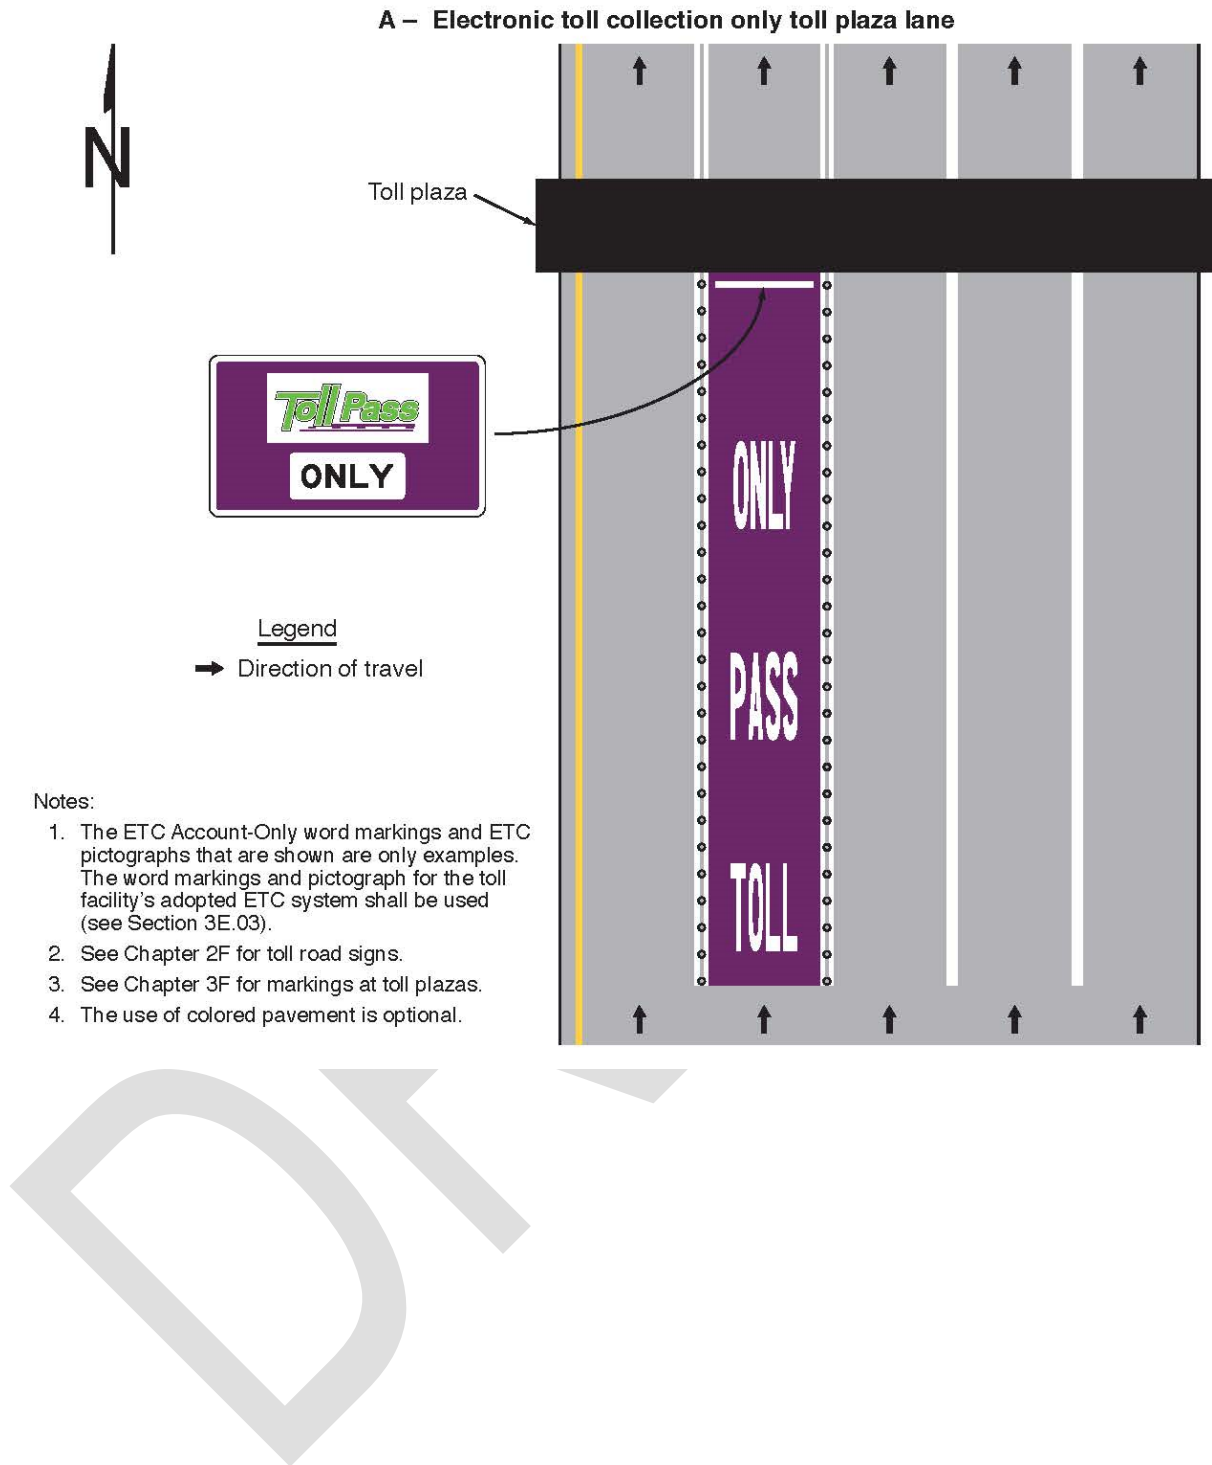 A – Electronic toll collection only toll plaza lane
N
Toll plaza
Toll Pass
ONLY
ONLY
PASS
TOLL
Legend
Direction of travel
Notes:
1. The ETC Account-Only word markings and ETC
pictographs that are shown are only examples.
The word markings and pictograph for the toll
facility's adopted ETC system shall be used
(see Section 3E.03).
2. See Chapter 2F for toll road signs.
3. See Chapter 3F for markings at toll plazas.
4. The use of colored pavement is optional.